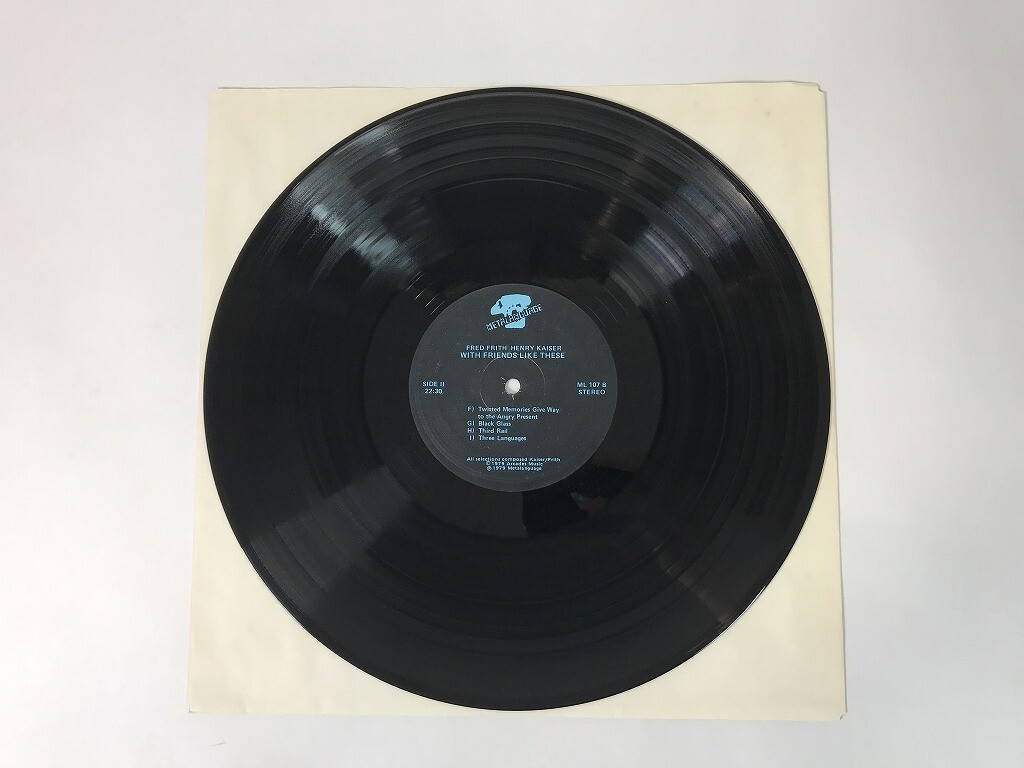 METALANGUAGE
FRED FRITH HENRY KAISER
WITH FRIENDS LIKE THESE
SIDE II
22:30
ML 107 B
STEREO
F) Twisted Memories Give Way
to the Angry Present
G) Black Glass
H) Third Rail
I) Three Languages
All selections composed Kaiser/Frith
© 1979 Arcades Music
℗ 1979 Metalanguage